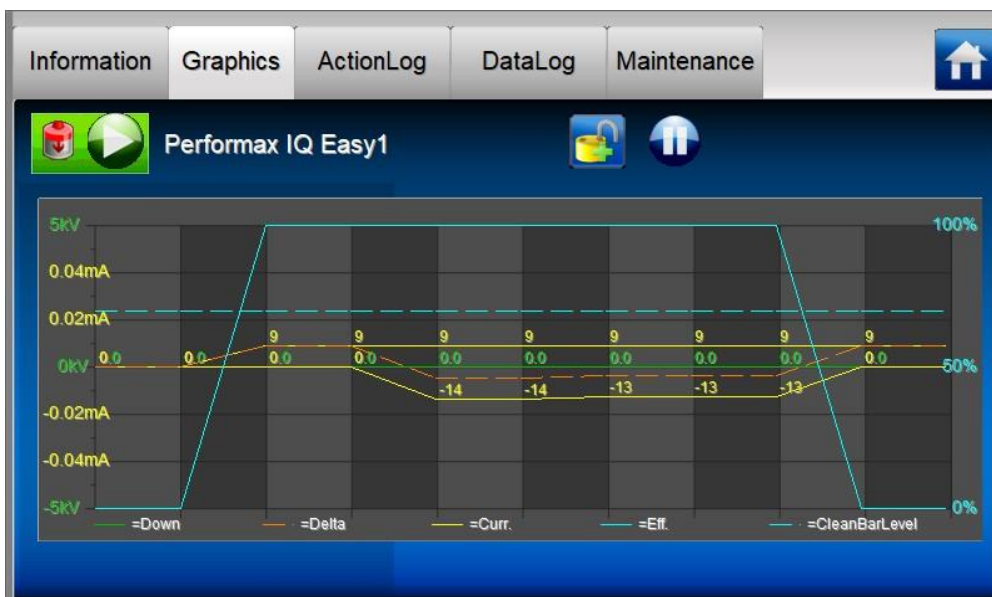 Information Graphics ActionLog DataLog Maintenance
Performax IQ Easy1
5kV 100%
0.04mA
0.02mA
9 9 9 9 9 9 9 9
0.0 0.0 0.0 0.0 0.0 0.0 0.0 0.0 0.0 0.0
0kV 50%
-14 -14 -13 -13 -13
-0.02mA
-0.04mA
-5kV 0%
=Down =Delta =Curr. =Eff. =CleanBarLevel